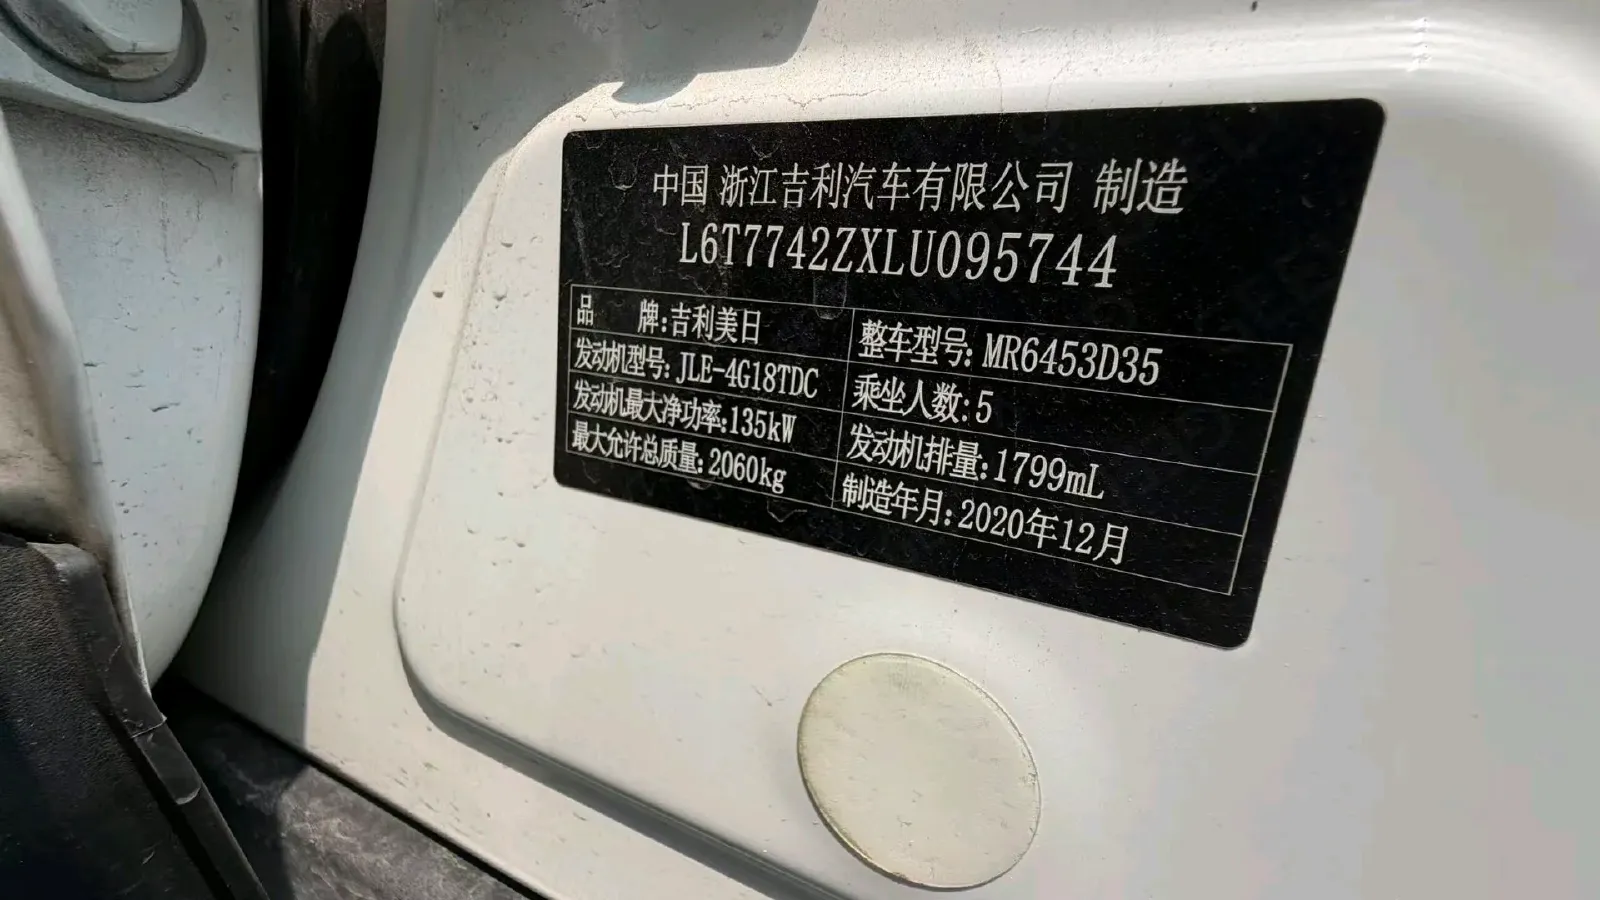 中国 浙江吉利汽车有限公司 制造
L6T7742ZXLU095744
品 牌:吉利美日 整车型号:MR6453D35
发动机型号:JLE-4G18TDC 乘坐人数:5
发动机最大净功率:135kW 发动机排量:1799mL
最大允许总质量:2060kg 制造年月:2020年12月